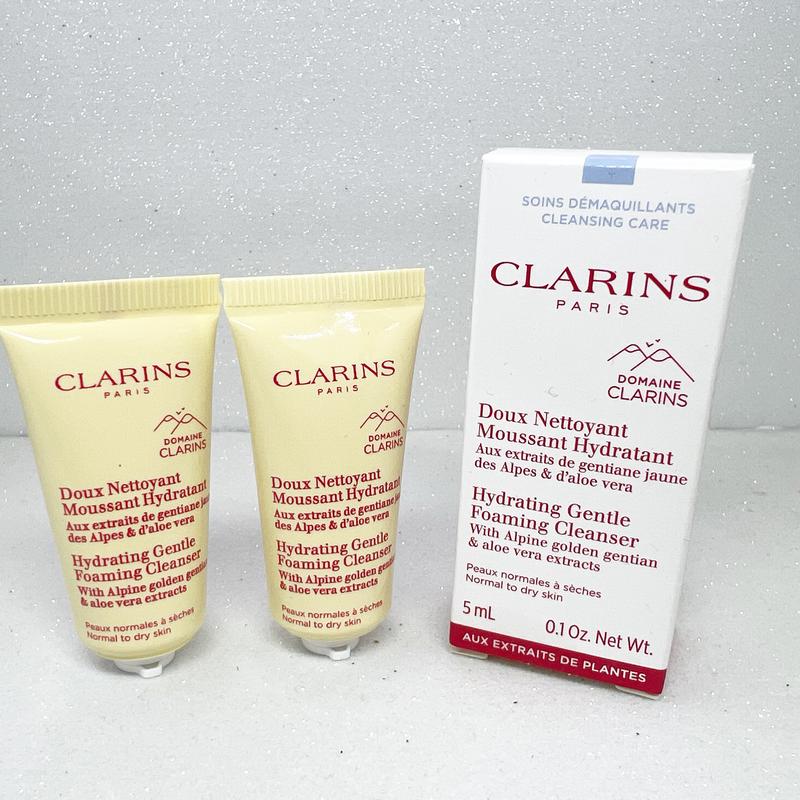 CLARINS
PARIS
DOMAINE
CLARINS
Doux Nettoyant
Moussant Hydratant
Aux extraits de gentiane jaune
des Alpes & d'aloe vera
Hydrating Gentle
Foaming Cleanser
With Alpine golden gentian
& aloe vera extracts
Peaux normales à sèches
Normal to dry skin
CLARINS
PARIS
DOMAINE
CLARINS
Doux Nettoyant
Moussant Hydratant
Aux extraits de gentiane jaune
des Alpes & d'aloe vera
Hydrating Gentle
Foaming Cleanser
With Alpine golden gentian
& aloe vera extracts
Peaux normales à sèches
Normal to dry skin
SOINS DÉMAQUILLANTS
CLEANSING CARE
CLARINS
PARIS
DOMAINE
CLARINS
Doux Nettoyant
Moussant Hydratant
Aux extraits de gentiane jaune
des Alpes & d'aloe vera
Hydrating Gentle
Foaming Cleanser
With Alpine golden gentian
& aloe vera extracts
Peaux normales à sèches
Normal to dry skin
5 mL 0.1 Oz. Net Wt.
AUX EXTRAITS DE PLANTES